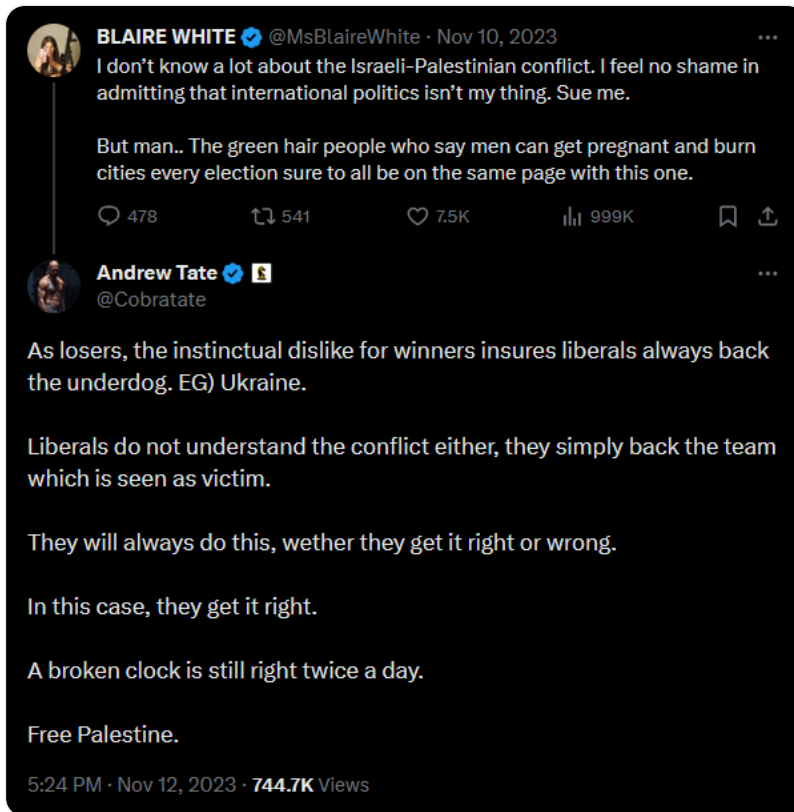 BLAIRE WHITE @MsBlaireWhite · Nov 10, 2023
I don’t know a lot about the Israeli-Palestinian conflict. I feel no shame in
admitting that international politics isn’t my thing. Sue me.
But man.. The green hair people who say men can get pregnant and burn
cities every election sure to all be on the same page with this one.
478 541 7.5K 999K
Andrew Tate
@Cobratate
As losers, the instinctual dislike for winners insures liberals always back
the underdog. EG) Ukraine.
Liberals do not understand the conflict either, they simply back the team
which is seen as victim.
They will always do this, wether they get it right or wrong.
In this case, they get it right.
A broken clock is still right twice a day.
Free Palestine.
5:24 PM · Nov 12, 2023 · 744.7K Views